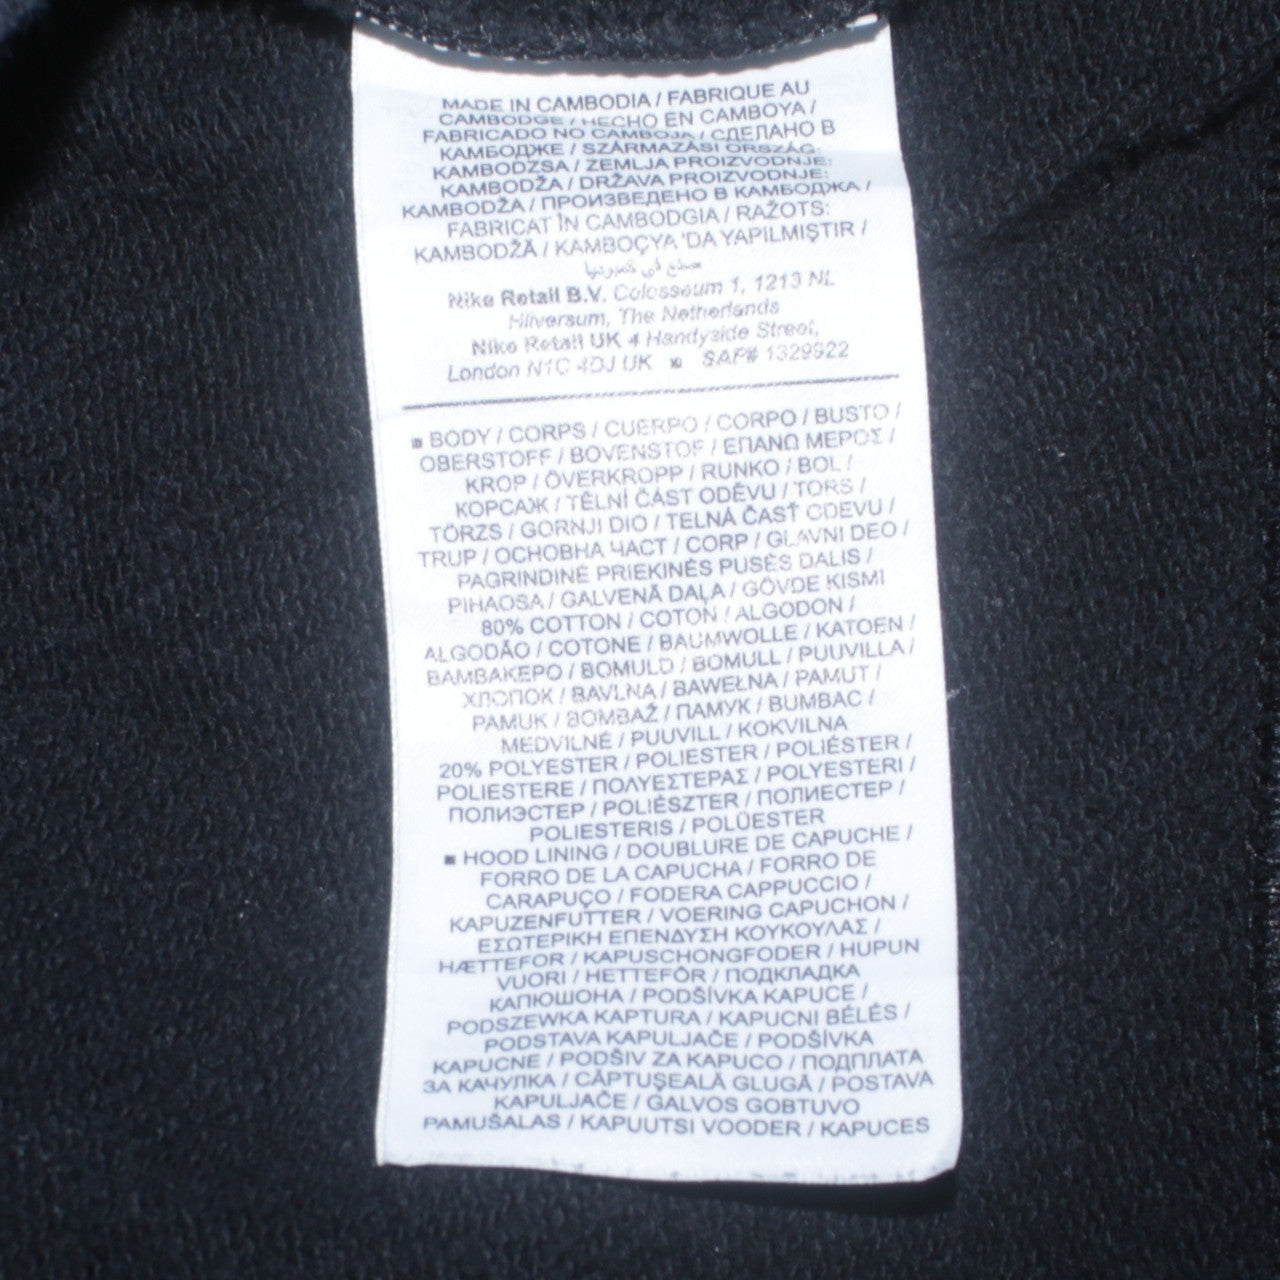 MADE IN CAMBODIA / FABRIQUE AU
CAMBODGE / HECHO EN CAMBOYA /
FABRICADO NO CAMBOJA / СДЕЛАНО В
КАМБОДЖЕ / SZÁRMAZÁSI ORSZÁG:
KAMBODZSA / ZEMLJA PROIZVODNJE:
KAMBODŽA / DRŽAVA PROIZVODNJE:
KAMBODŽA / ПРОИЗВЕДЕНО В КАМБОДЖА /
FABRICAT ÎN CAMBODGIA / RAŽOTS:
KAMBODŽĀ / KAMBOÇYA 'DA YAPILMIŞTIR /
صنع في كمبوديا
Nike Retail B.V. Colosseum 1, 1213 NL
Hilversum, The Netherlands
Nike Retail UK 4 Handyside Street,
London N1C 4DJ UK SAP# 1329922
BODY / CORPS / CUERPO / CORPO / BUSTO /
OBERSTOFF / BOVENSTOF / ΕΠΑΝΩ ΜΕΡΟΣ /
KROP / ÖVERKROPP / RUNKO / BOL /
КОРСАЖ / TĚLNÍ ČÁST ODĚVU / TORS /
TÖRZS / GORNJI DIO / TELNÁ ČASŤ ODEVU /
TRUP / ОСНОВНА ЧАСТ / CORP / GLAVNI DEO /
PAGRINDINĖ PRIEKINĖS PUSĖS DALIS /
PIHAOSA / GALVENĀ DAĻA / GÖVDE KISMI
80% COTTON / COTON / ALGODON /
ALGODÃO / COTONE / BAUMWOLLE / KATOEN /
ΒΑΜΒΑΚΕΡΟ / BOMULD / BOMULL / PUUVILLA /
ХЛОПОК / BAVLNA / BAWEŁNA / PAMUT /
PAMUK / BOMBAŽ / ПАМУК / BUMBAC /
MEDVILNĖ / PUUVILL / KOKVILNA
20% POLYESTER / POLIESTER / POLIÉSTER /
POLIESTERE / ΠΟΛΥΕΣΤΕΡΑΣ / POLYESTERI /
ПОЛИЭСТЕР / POLIÉSZTER / ПОЛИЕСТЕР /
POLIESTERIS / POLÜESTER
HOOD LINING / DOUBLURE DE CAPUCHE /
FORRO DE LA CAPUCHA / FORRO DE
CARAPUÇO / FODERA CAPPUCCIO /
KAPUZENFUTTER / VOERING CAPUCHON /
ΕΣΩΤΕΡΙΚΗ ΕΠΕΝΔΥΣΗ ΚΟΥΚΟΥΛΑΣ /
HÆTTEFOR / KAPUSCHONGFODER / HUPUN
VUORI / HETTEFÔR / ПОДКЛАДКА
КАПЮШОНА / PODŠÍVKA KAPUCE /
PODSZEWKA KAPTURA / KAPUCNI BÉLÉS /
PODSTAVA KAPULJAČE / PODŠÍVKA
KAPUCNE / PODŠIV ZA KAPUCO / ПОДПЛАТА
ЗА КАЧУЛКА / CĂPTUŞEALĂ GLUGĂ / POSTAVA
KAPULJAČE / GALVOS GOBTUVO
PAMUŠALAS / KAPUUTSI VOODER / KAPUCES